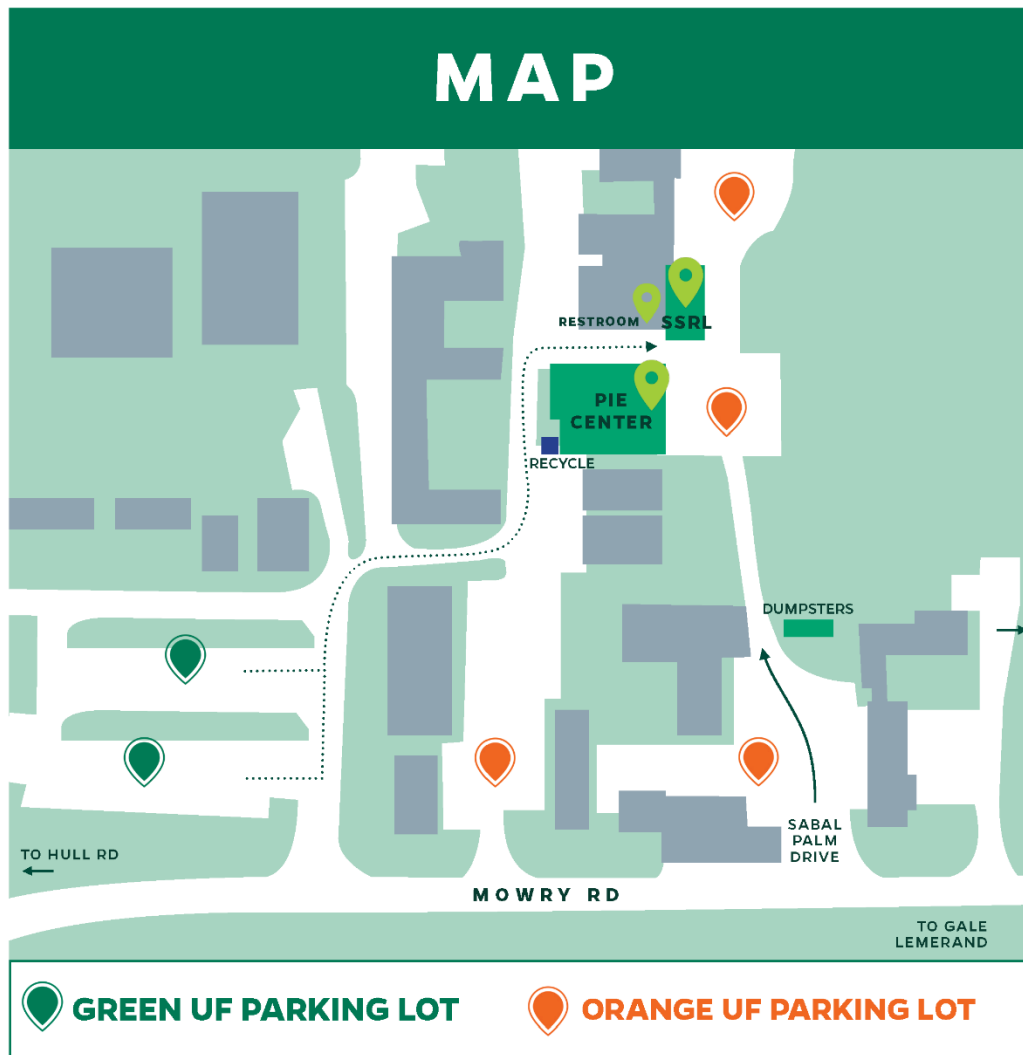 MAP
RESTROOM
SSRL
PIE
CENTER
RECYCLE
DUMPSTERS
SABAL
PALM
DRIVE
TO HULL RD
MOWRY RD
TO GALE
LEMERAND
GREEN UF PARKING LOT
ORANGE UF PARKING LOT